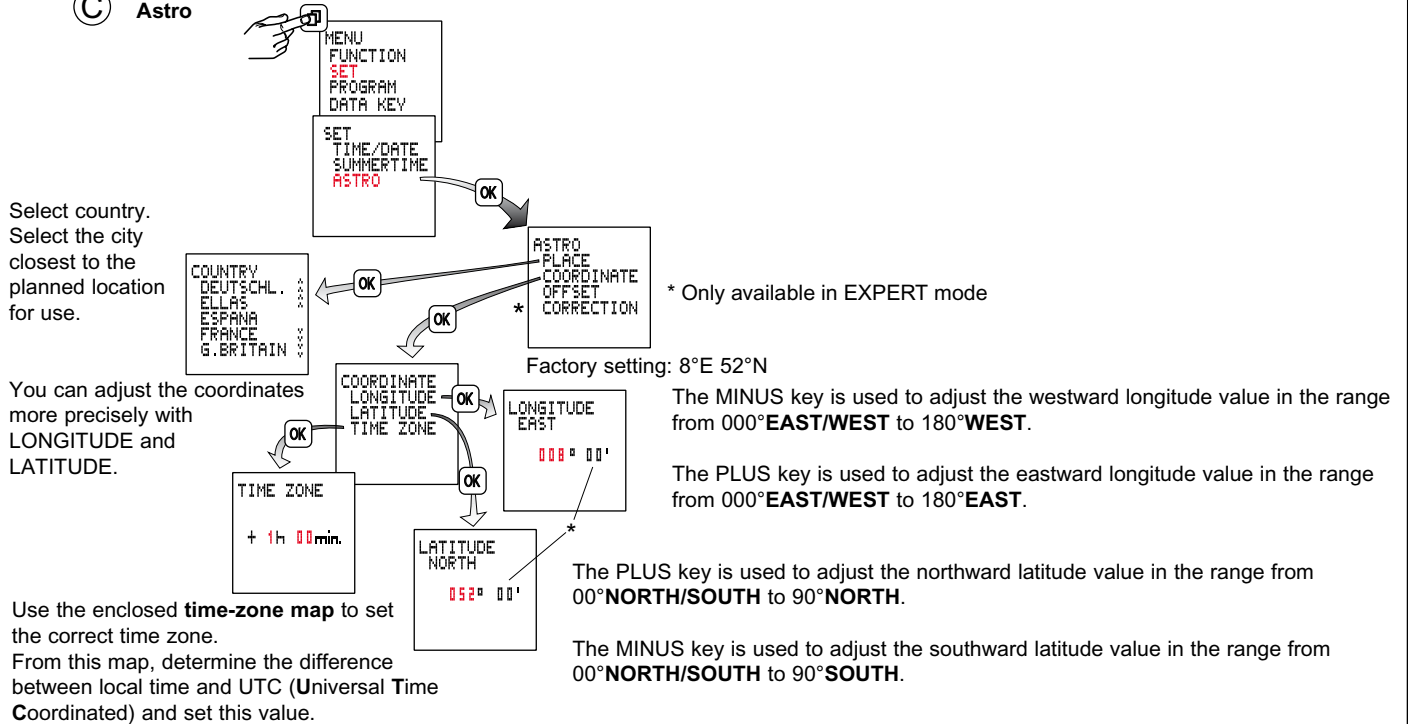 C Astro
MENU
FUNCTION
SET
PROGRAM
DATA KEY
SET
TIME/DATE
SUMMERTIME
ASTRO
OK
Select country.
Select the city
closest to the
planned location
for use.
COUNTRY
DEUTSCHL.
ELLAS
ESPANA
FRANCE
G.BRITAIN
OK
OK
ASTRO
PLACE
COORDINATE
OFFSET
* CORRECTION
* Only available in EXPERT mode
Factory setting: 8°E 52°N
You can adjust the coordinates
more precisely with
LONGITUDE and
LATITUDE.
COORDINATE
LONGITUDE
LATITUDE
TIME ZONE
OK
OK
OK
LONGITUDE
EAST
008° 00'
*
The MINUS key is used to adjust the westward longitude value in the range
from 000°EAST/WEST to 180°WEST.
The PLUS key is used to adjust the eastward longitude value in the range
from 000°EAST/WEST to 180°EAST.
TIME ZONE
+ 1h 00min.
LATITUDE
NORTH
052° 00'
The PLUS key is used to adjust the northward latitude value in the range from
00°NORTH/SOUTH to 90°NORTH.
The MINUS key is used to adjust the southward latitude value in the range from
00°NORTH/SOUTH to 90°SOUTH.
Use the enclosed time-zone map to set
the correct time zone.
From this map, determine the difference
between local time and UTC (Universal Time
Coordinated) and set this value.